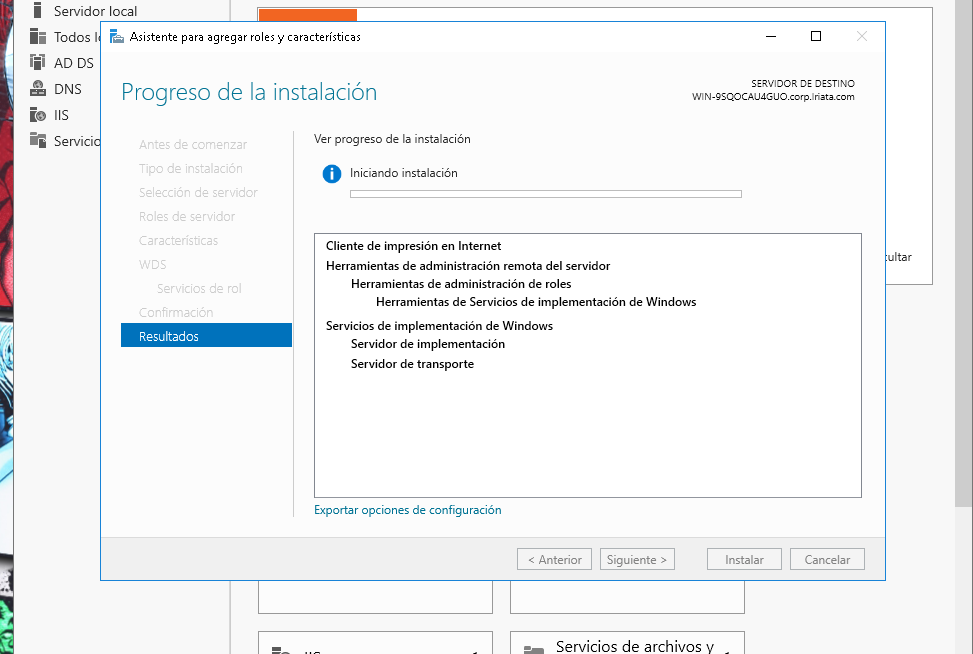 Servidor local
Todos l
AD DS
DNS
IIS
Servicio
Asistente para agregar roles y características
Progreso de la instalación
SERVIDOR DE DESTINO
WIN-9SQOCAU4GUO.corp.lriata.com
Antes de comenzar
Tipo de instalación
Selección de servidor
Roles de servidor
Características
WDS
Servicios de rol
Confirmación
Resultados
Ver progreso de la instalación
Iniciando instalación
Cliente de impresión en Internet
Herramientas de administración remota del servidor
Herramientas de administración de roles
Herramientas de Servicios de implementación de Windows
Servicios de implementación de Windows
Servidor de implementación
Servidor de transporte
Exportar opciones de configuración
cultar
< Anterior
Siguiente >
Instalar
Cancelar
IIS
Servicios de archivos y